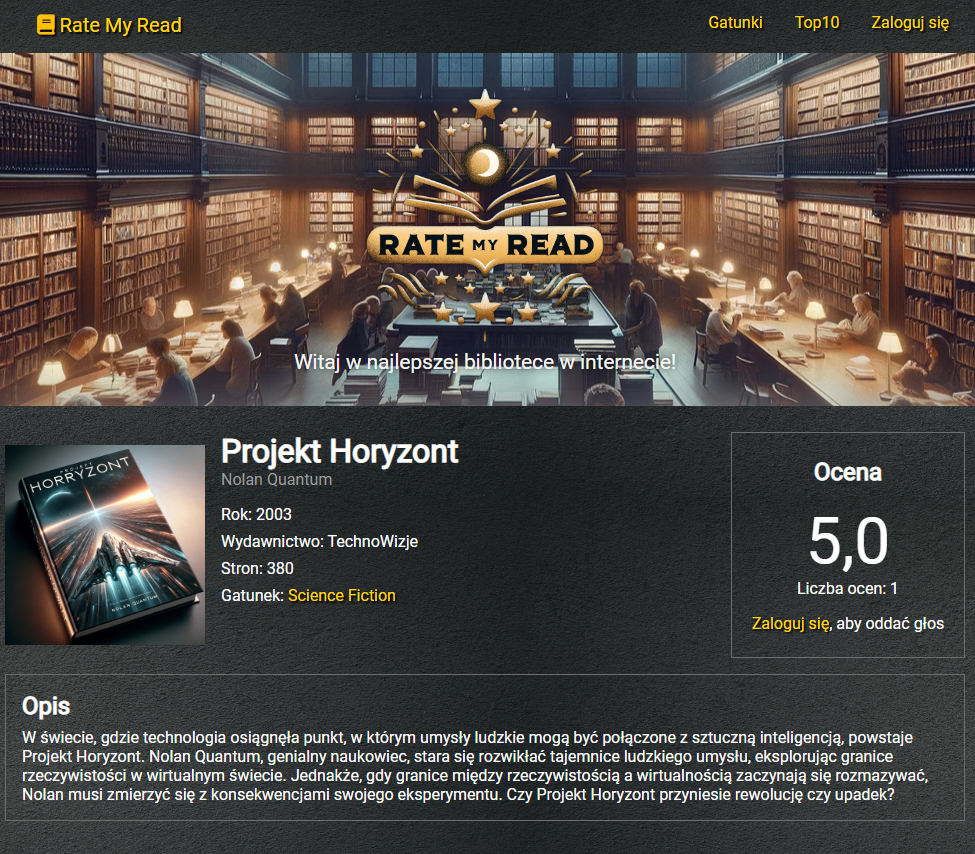 Rate My Read
Gatunki
Top10
Zaloguj się
RATE MY READ
Witaj w najlepszej bibliotece w internecie!
PROJEKT
HORRYZONT
NOLAN QUANTUM
Projekt Horyzont
Nolan Quantum
Rok: 2003
Wydawnictwo: TechnoWizje
Stron: 380
Gatunek: Science Fiction
Ocena
5,0
Liczba ocen: 1
Zaloguj się, aby oddać głos
Opis
W świecie, gdzie technologia osiągnęła punkt, w którym umysły ludzkie mogą być połączone z sztuczną inteligencją, powstaje
Projekt Horyzont. Nolan Quantum, genialny naukowiec, stara się rozwikłać tajemnice ludzkiego umysłu, eksplorując granice
rzeczywistości w wirtualnym świecie. Jednakże, gdy granice między rzeczywistością a wirtualnością zaczynają się rozmazywać,
Nolan musi zmierzyć się z konsekwencjami swojego eksperymentu. Czy Projekt Horyzont przyniesie rewolucję czy upadek?